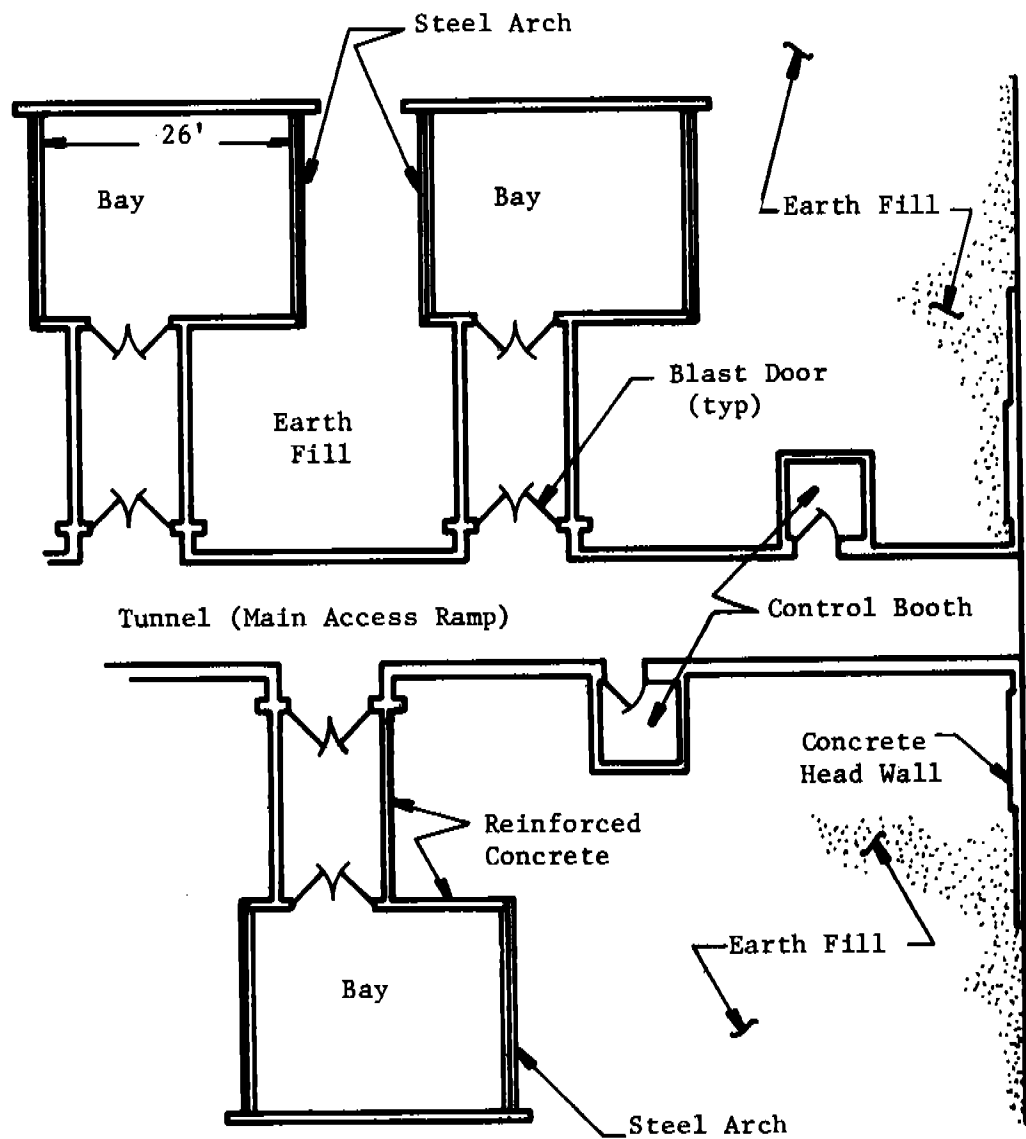 Steel Arch
26'
Bay
Bay
Earth Fill
Blast Door
(typ)
Earth
Fill
Tunnel (Main Access Ramp)
Control Booth
Concrete
Head Wall
Reinforced
Concrete
Earth Fill
Bay
Steel Arch